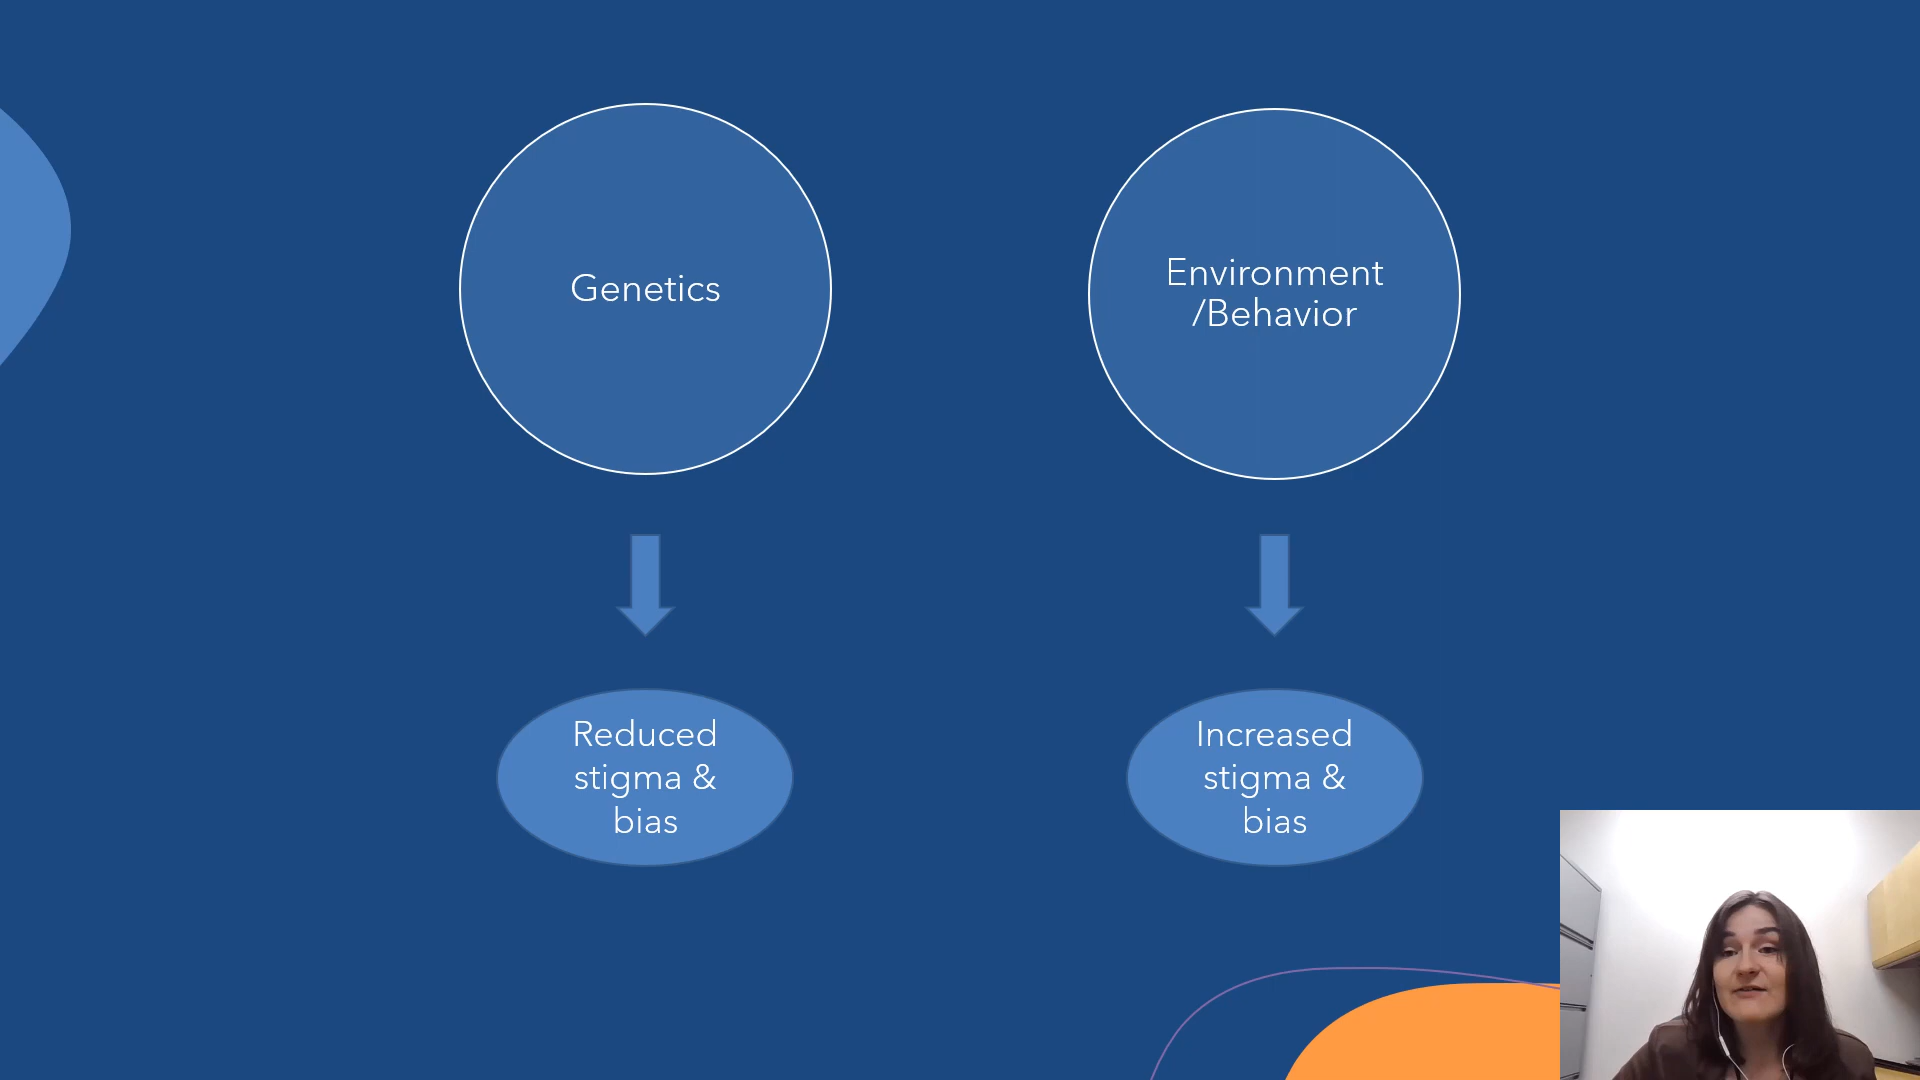 Genetics
Environment
/Behavior
Reduced
stigma &
bias
Increased
stigma &
bias